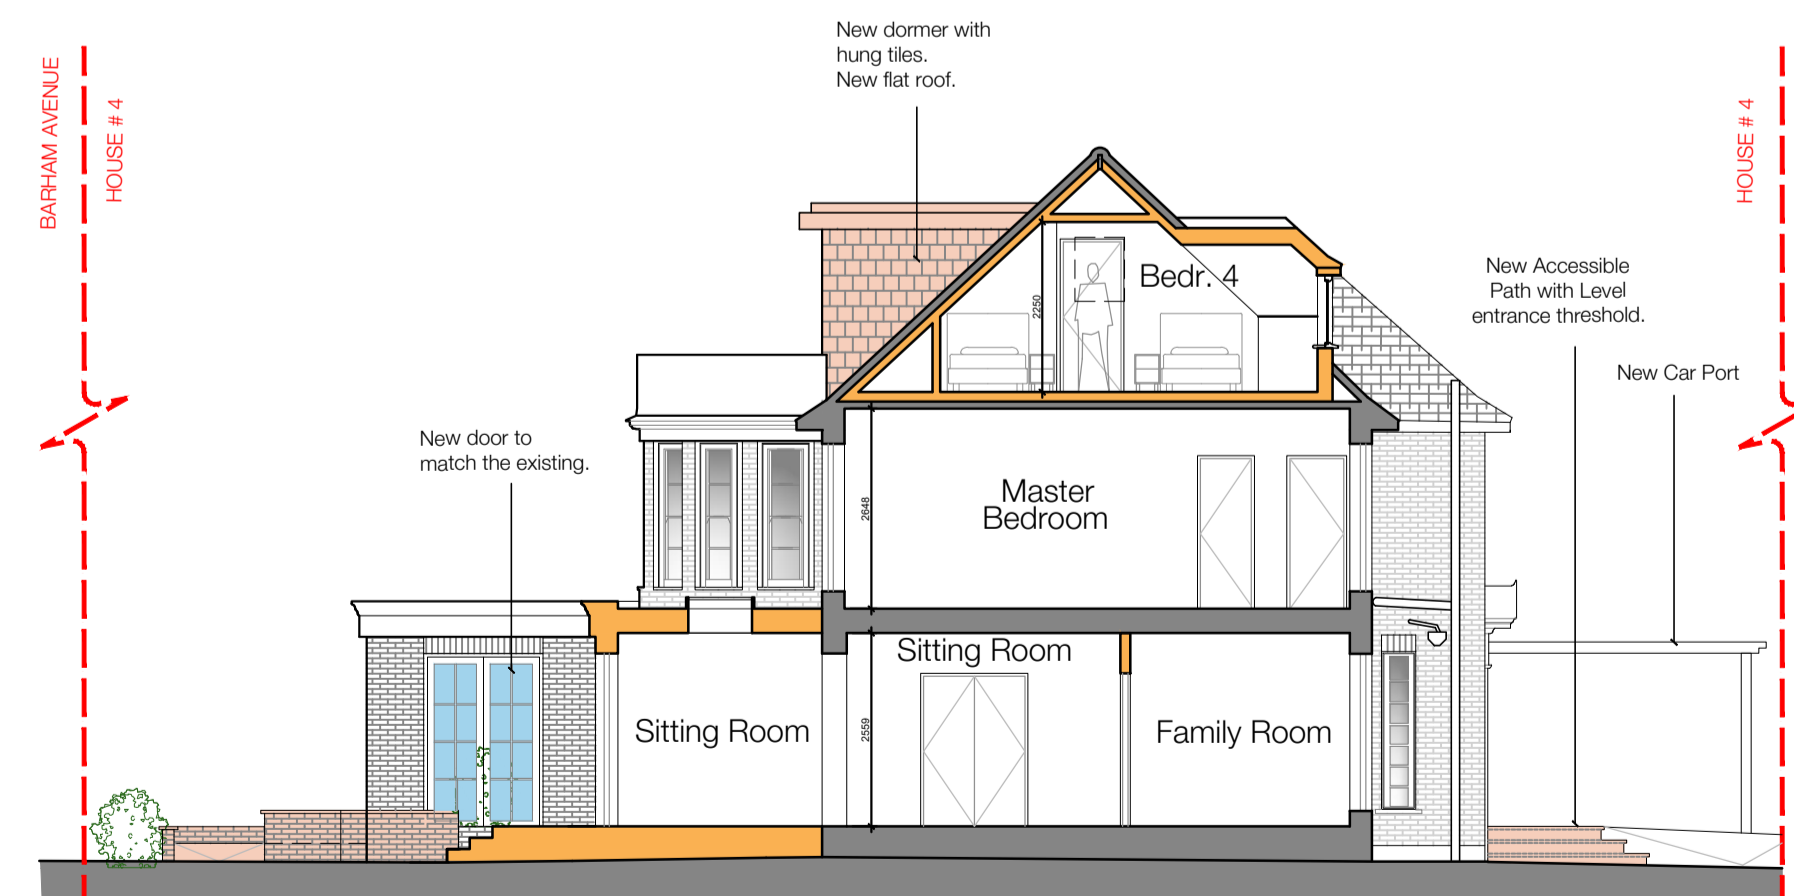 New dormer with
hung tiles.
New flat roof.
BARHAM AVENUE
HOUSE # 4
HOUSE # 4
New Accessible
Path with Level
entrance threshold.
Bedr. 4
2250
New Car Port
New door to
match the existing.
Master
Bedroom
2648
Sitting Room
Sitting Room
2559
Family Room